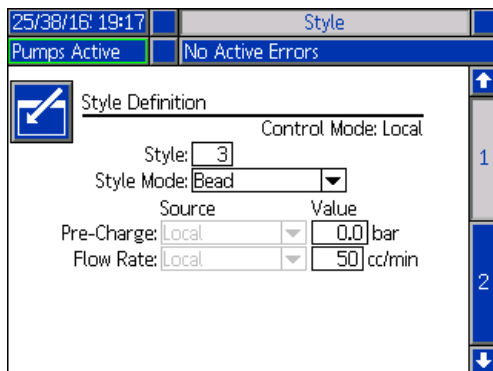 25/38/16' 19:17 Style
Pumps Active No Active Errors
Style Definition
Control Mode: Local
1
Style: 3
Style Mode: Bead
Source Value
Pre-Charge: Local 0.0 bar
Flow Rate: Local 50 cc/min
2